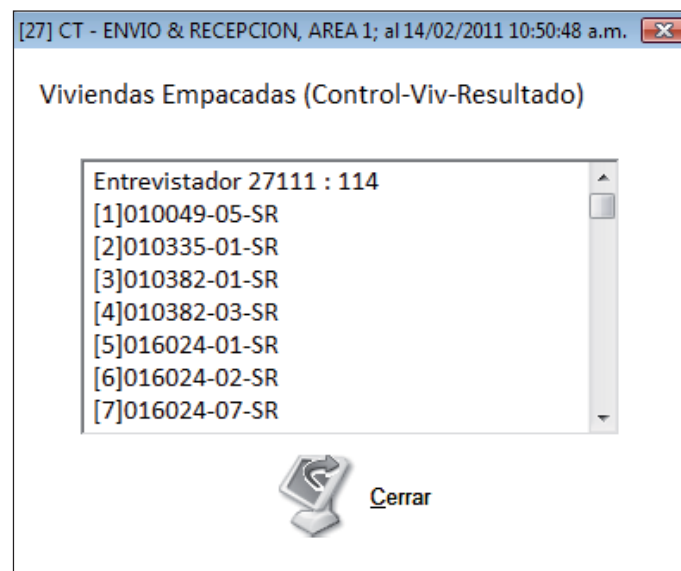 [27] CT - ENVIO & RECEPCION, AREA 1; al 14/02/2011 10:50:48 a.m.
Viviendas Empacadas (Control-Viv-Resultado)
Entrevistador 27111 : 114
[1]010049-05-SR
[2]010335-01-SR
[3]010382-01-SR
[4]010382-03-SR
[5]016024-01-SR
[6]016024-02-SR
[7]016024-07-SR
Cerrar